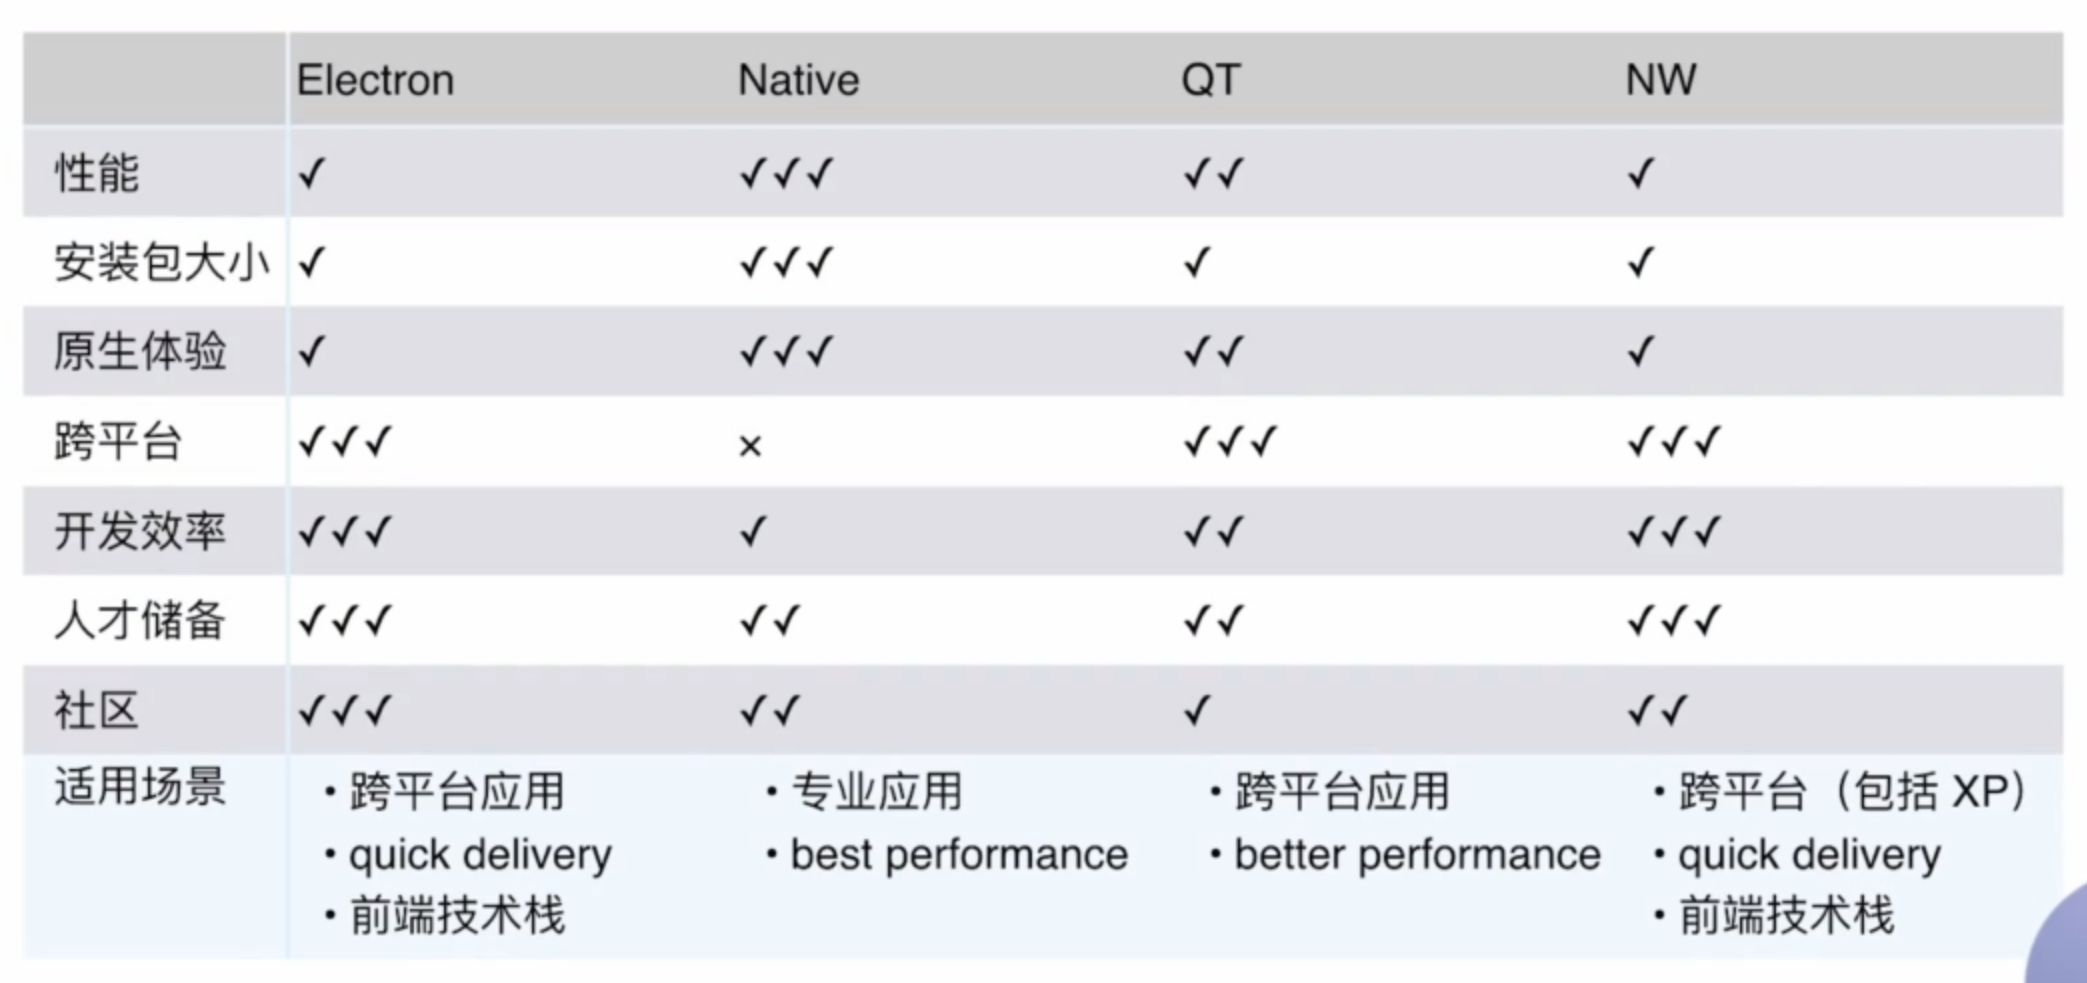 Electron Native QT NW
性能 ✓ ✓✓✓ ✓✓ ✓
安装包大小 ✓ ✓✓✓ ✓ ✓
原生体验 ✓ ✓✓✓ ✓✓ ✓
跨平台 ✓✓✓ × ✓✓✓ ✓✓✓
开发效率 ✓✓✓ ✓ ✓✓ ✓✓✓
人才储备 ✓✓✓ ✓✓ ✓✓ ✓✓✓
社区 ✓✓✓ ✓✓ ✓ ✓✓
适用场景 • 跨平台应用 • 专业应用 • 跨平台应用 • 跨平台（包括 XP）
• quick delivery • best performance • better performance • quick delivery
• 前端技术栈 • 前端技术栈